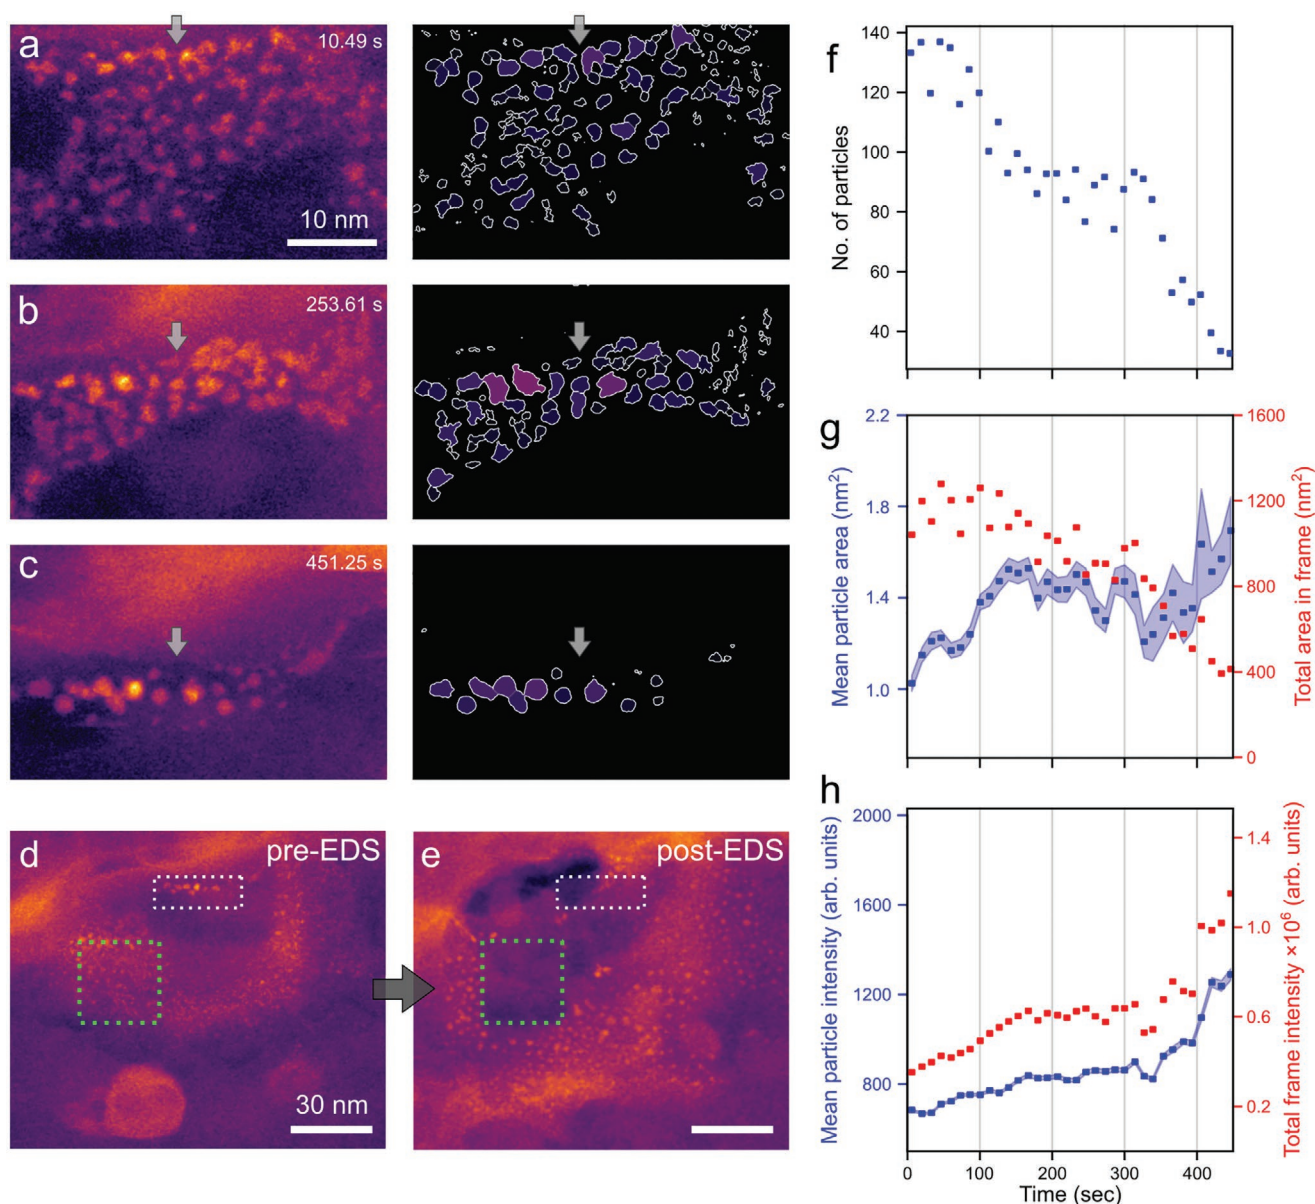 a
10.49 s
10 nm
b
253.61 s
c
451.25 s
d
pre-EDS
30 nm
e
post-EDS
f
No. of particles
140
120
100
80
60
40
g
Mean particle area (nm²)
2.2
1.8
1.4
1.0
Total area in frame (nm²)
1600
1200
800
400
0
h
Mean particle intensity (arb. units)
2000
1600
1200
800
Total frame intensity ×10⁶ (arb. units)
1.4
1.0
0.6
0.2
0 100 200 300 400
Time (sec)